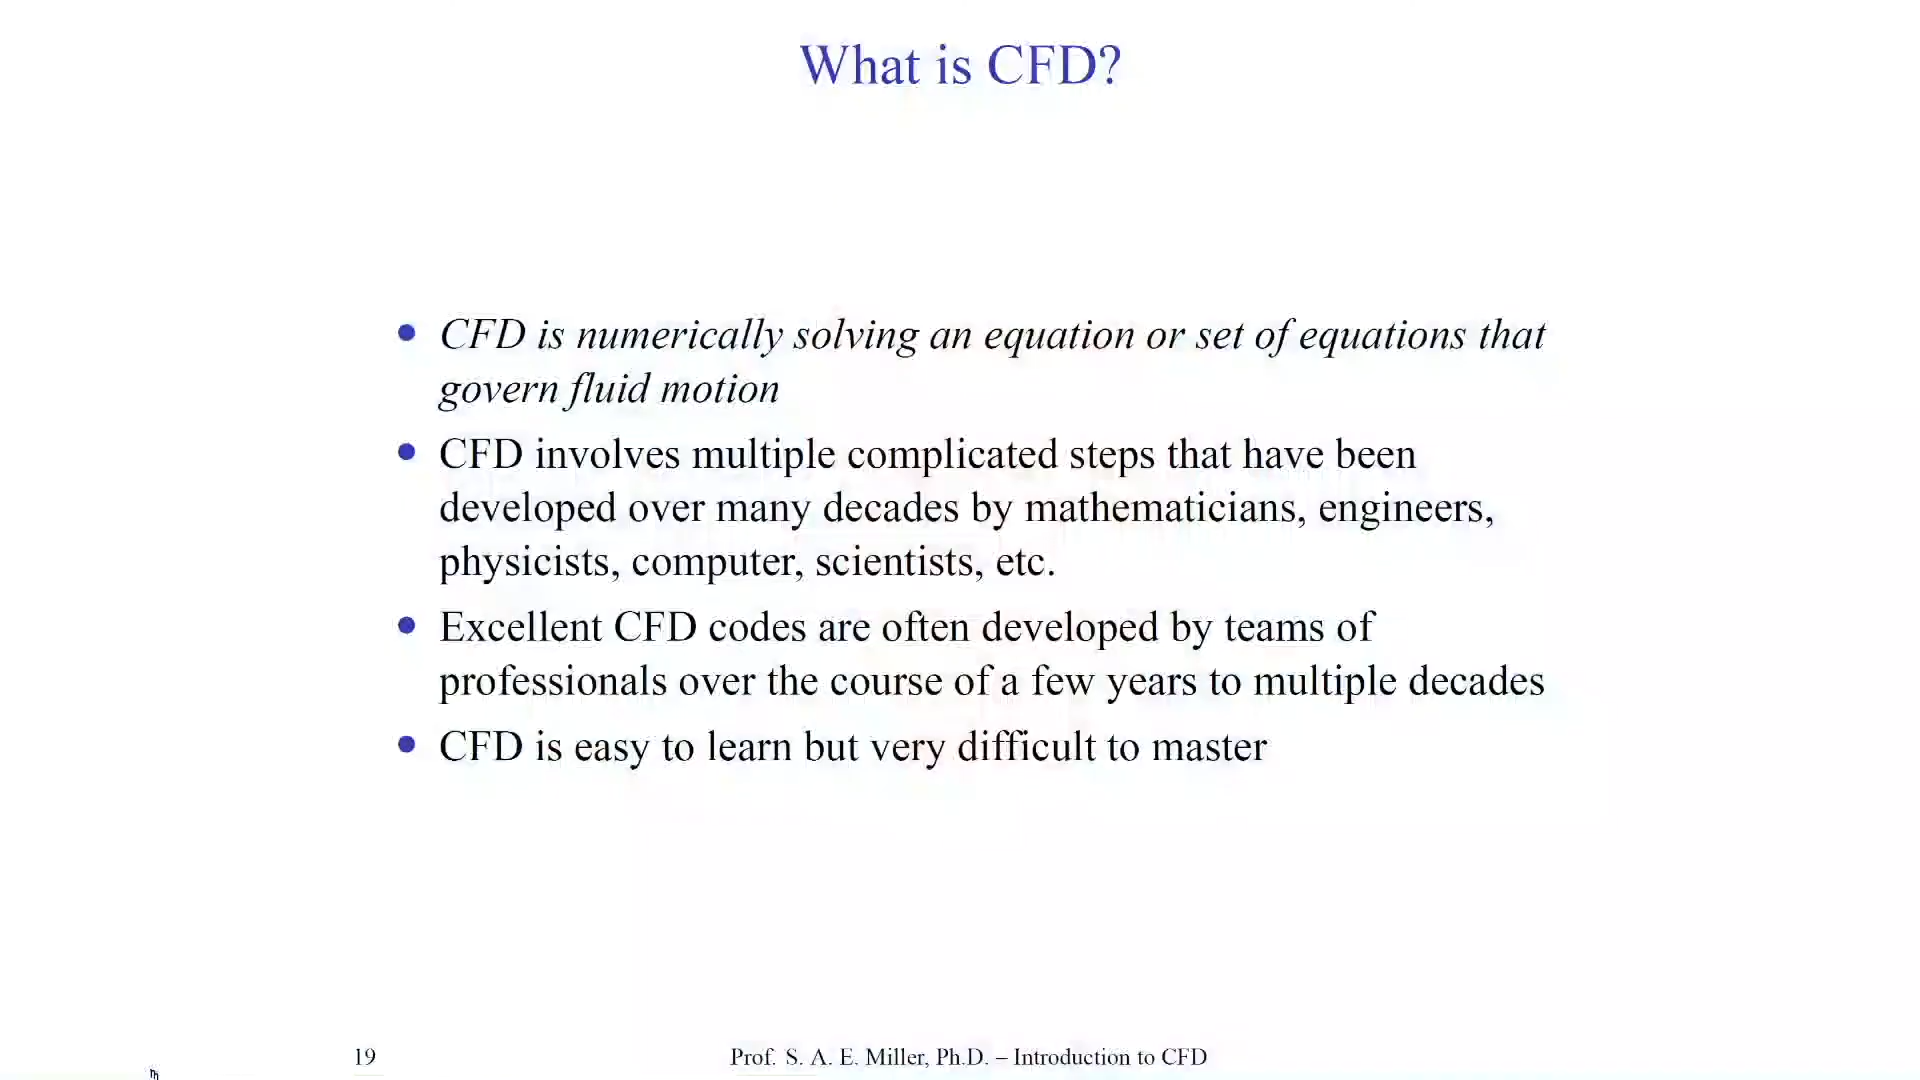 What is CFD?
• CFD is numerically solving an equation or set of equations that
govern fluid motion
• CFD involves multiple complicated steps that have been
developed over many decades by mathematicians, engineers,
physicists, computer, scientists, etc.
• Excellent CFD codes are often developed by teams of
professionals over the course of a few years to multiple decades
• CFD is easy to learn but very difficult to master
19
Prof. S. A. E. Miller, Ph.D. – Introduction to CFD